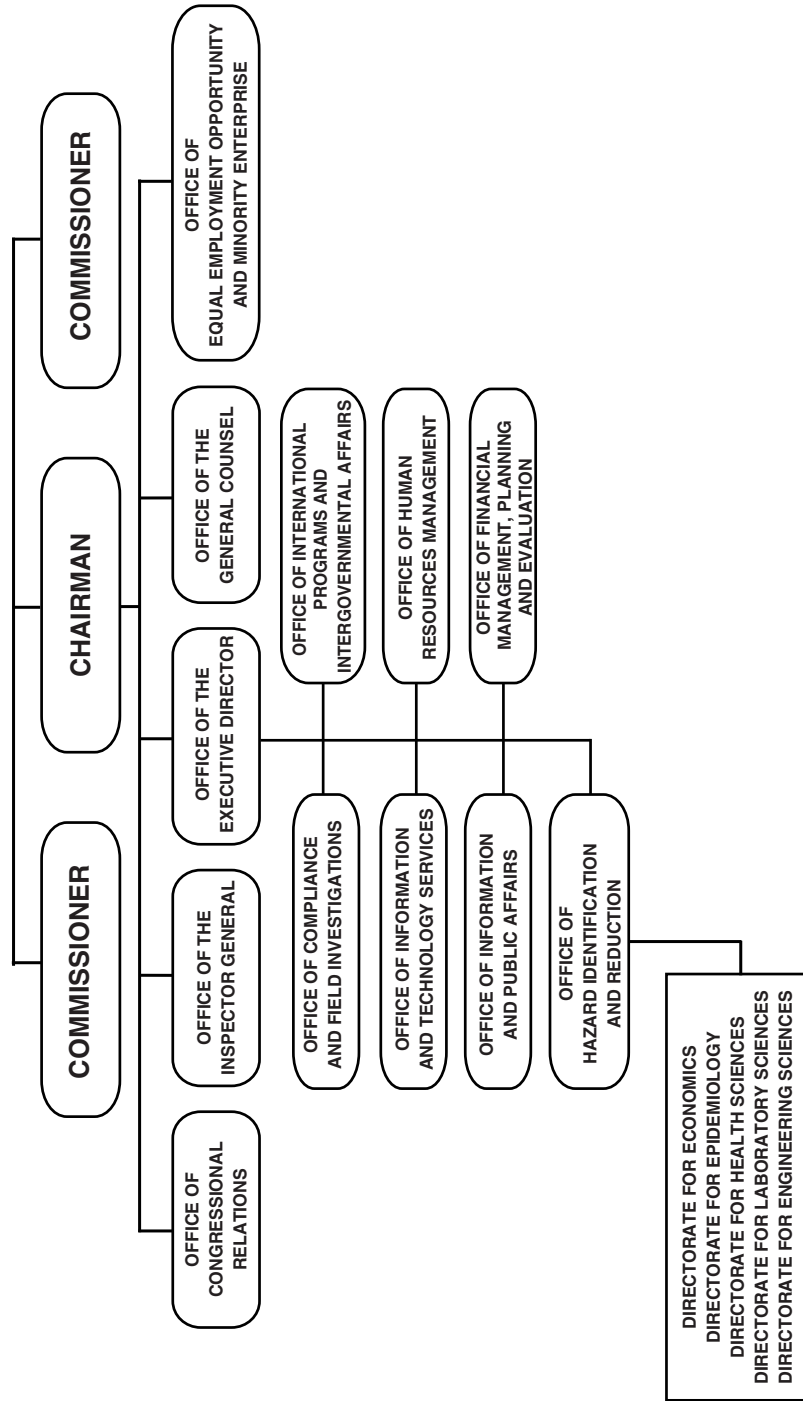 COMMISSIONER
CHAIRMAN
COMMISSIONER
OFFICE OF
CONGRESSIONAL
RELATIONS
OFFICE OF THE
INSPECTOR GENERAL
OFFICE OF THE
EXECUTIVE DIRECTOR
OFFICE OF THE
GENERAL COUNSEL
OFFICE OF
EQUAL EMPLOYMENT OPPORTUNITY
AND MINORITY ENTERPRISE
OFFICE OF COMPLIANCE
AND FIELD INVESTIGATIONS
OFFICE OF INTERNATIONAL
PROGRAMS AND
INTERGOVERNMENTAL AFFAIRS
OFFICE OF INFORMATION
AND TECHNOLOGY SERVICES
OFFICE OF HUMAN
RESOURCES MANAGEMENT
OFFICE OF INFORMATION
AND PUBLIC AFFAIRS
OFFICE OF FINANCIAL
MANAGEMENT, PLANNING
AND EVALUATION
OFFICE OF
HAZARD IDENTIFICATION
AND REDUCTION
DIRECTORATE FOR ECONOMICS
DIRECTORATE FOR EPIDEMIOLOGY
DIRECTORATE FOR HEALTH SCIENCES
DIRECTORATE FOR LABORATORY SCIENCES
DIRECTORATE FOR ENGINEERING SCIENCES